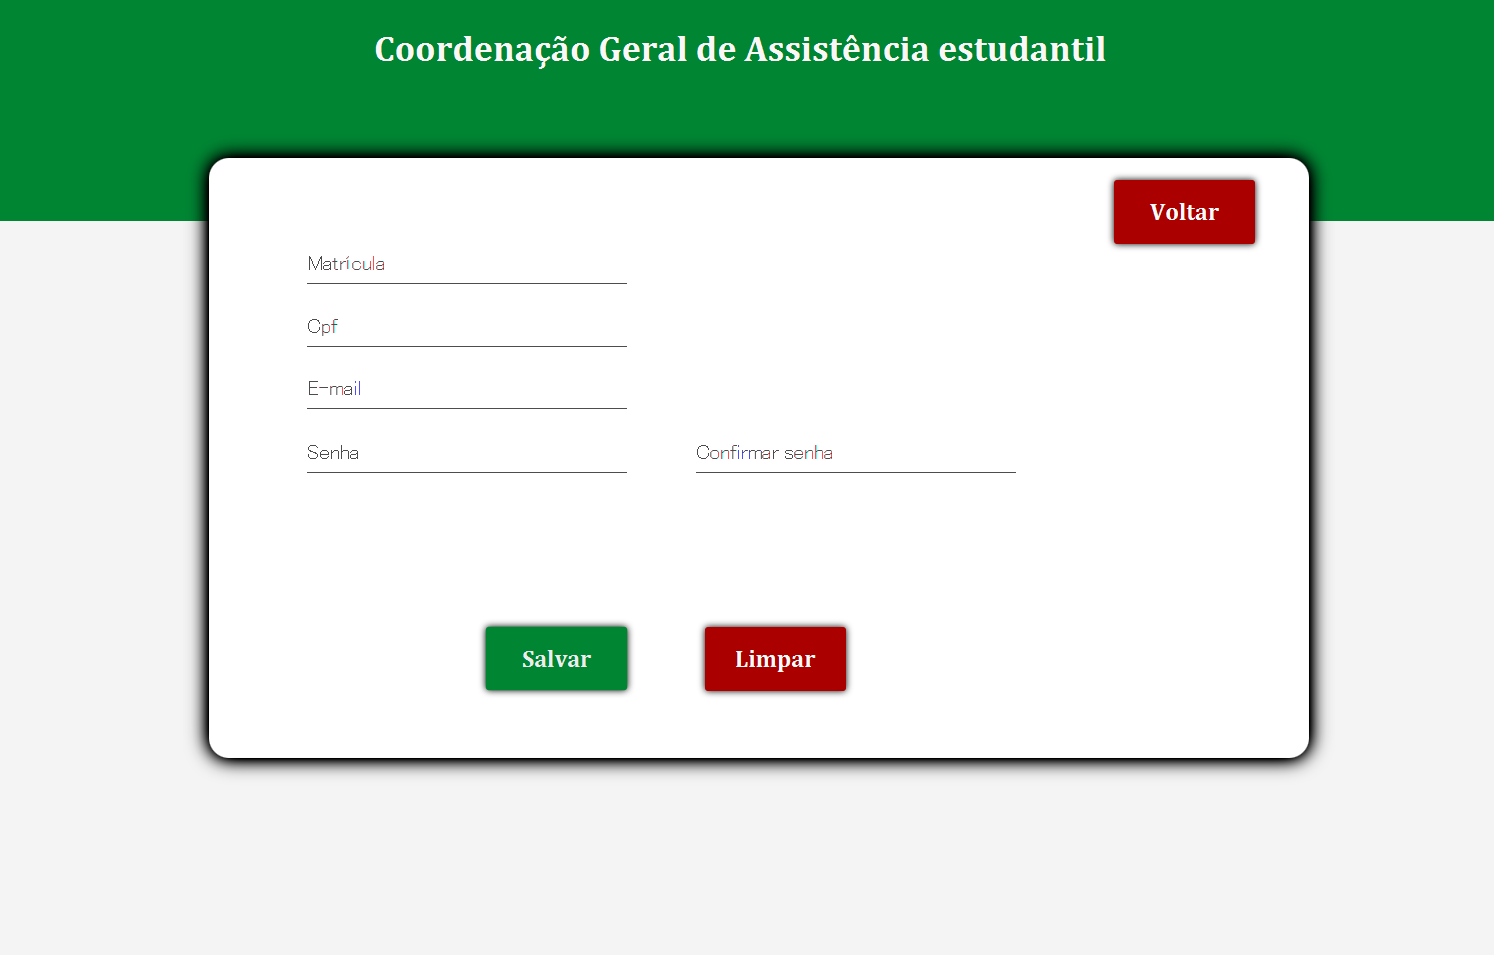 Coordenação Geral de Assistência estudantil
Voltar
Matrícula
Cpf
E-mail
Senha
Confirmar senha
Salvar
Limpar